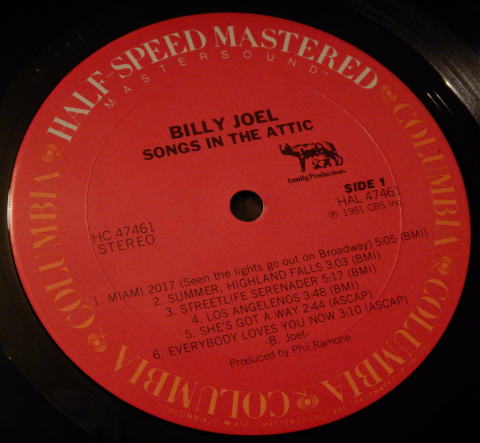 HALF-SPEED MASTERED
MASTERSOUND™
BILLY JOEL
SONGS IN THE ATTIC
Family Productions
SIDE 1
HAL 47461
℗ 1981 CBS Inc.
HC 47461
STEREO
1. MIAMI 2017 (Seen the lights go out on Broadway) 5:05 (BMI)
2. SUMMER, HIGHLAND FALLS 3:03 (BMI)
3. STREETLIFE SERENADER 5:17 (BMI)
4. LOS ANGELENOS 3:48 (BMI)
5. SHE'S GOT A WAY 2:44 (ASCAP)
6. EVERYBODY LOVES YOU NOW 3:10 (ASCAP)
-B. Joel-
Produced by Phil Ramone
COLUMBIA
COLUMBIA
COLUMBIA
COLUMBIA
COLUMBIA
COLUMBIA
"COLUMBIA,"